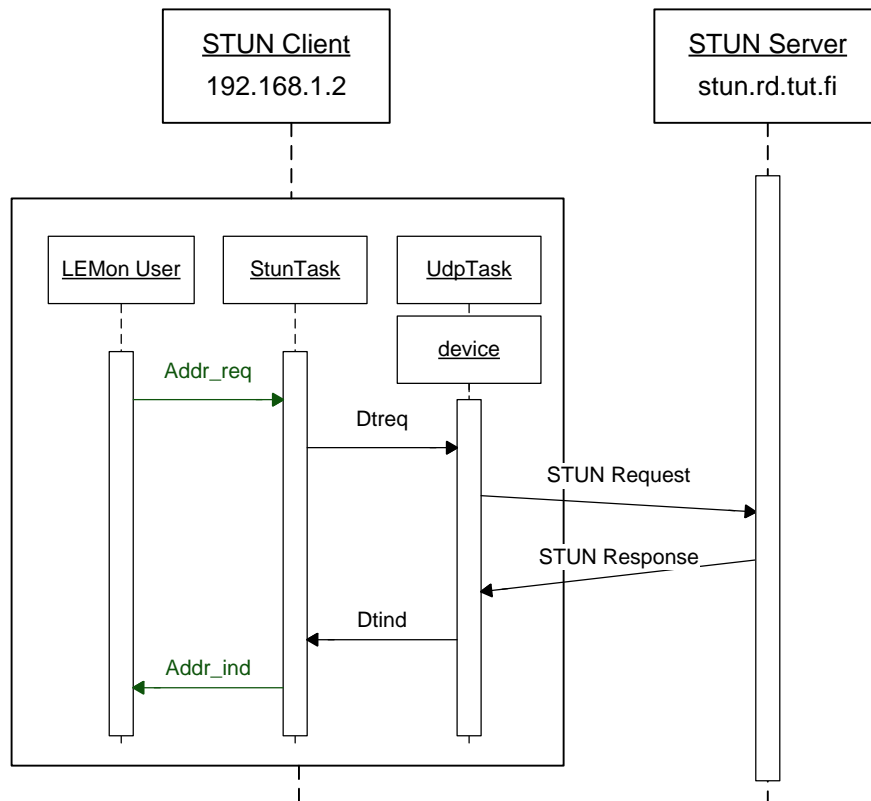 STUN Client
192.168.1.2
STUN Server
stun.rd.tut.fi
LEMon User
StunTask
UdpTask
device
Addr_req
Dtreq
STUN Request
STUN Response
Dtind
Addr_ind